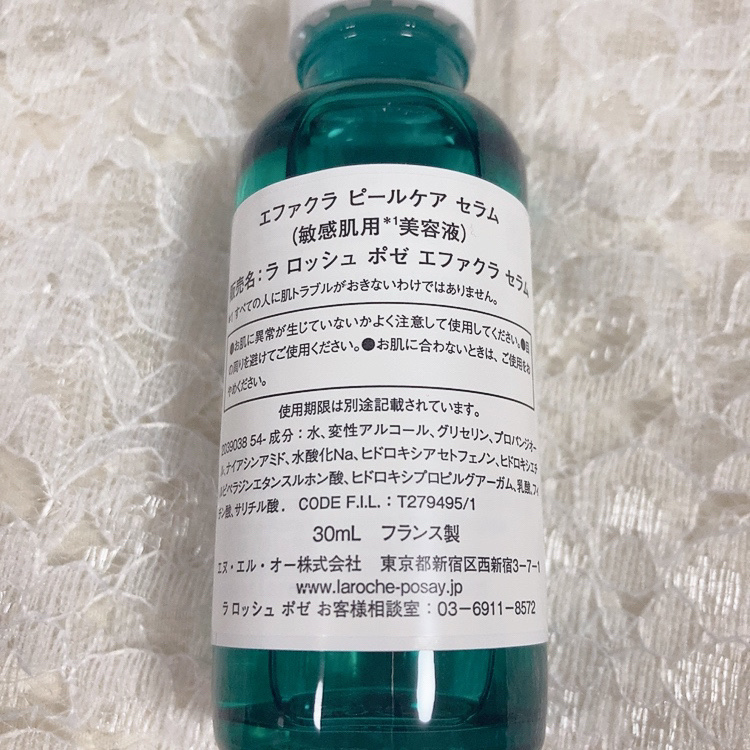 エファクラ ピールケア セラム
(敏感肌用*1美容液)
販売名:ラ ロッシュ ポゼ エファクラ セラム
*1すべての人に肌トラブルがおきないわけではありません。
●お肌に異常が生じていないかよく注意して使用してください。●目
の周りを避けてご使用ください。●お肌に合わないときは、ご使用をお
やめください。
使用期限は別途記載されています。
2039038 54-成分:水、変性アルコール、グリセリン、プロパンジオー
ル、ナイアシンアミド、水酸化Na、ヒドロキシアセトフェノン、ヒドロキシエチ
ルピペラジンエタンスルホン酸、ヒドロキシプロピルグアーガム、乳酸、フィ
チン酸、サリチル酸. CODE F.I.L.:T279495/1
30mL フランス製
エヌ・エル・オー株式会社 東京都新宿区西新宿3-7-1
www.laroche-posay.jp
ラ ロッシュ ポゼ お客様相談室:03-6911-8572